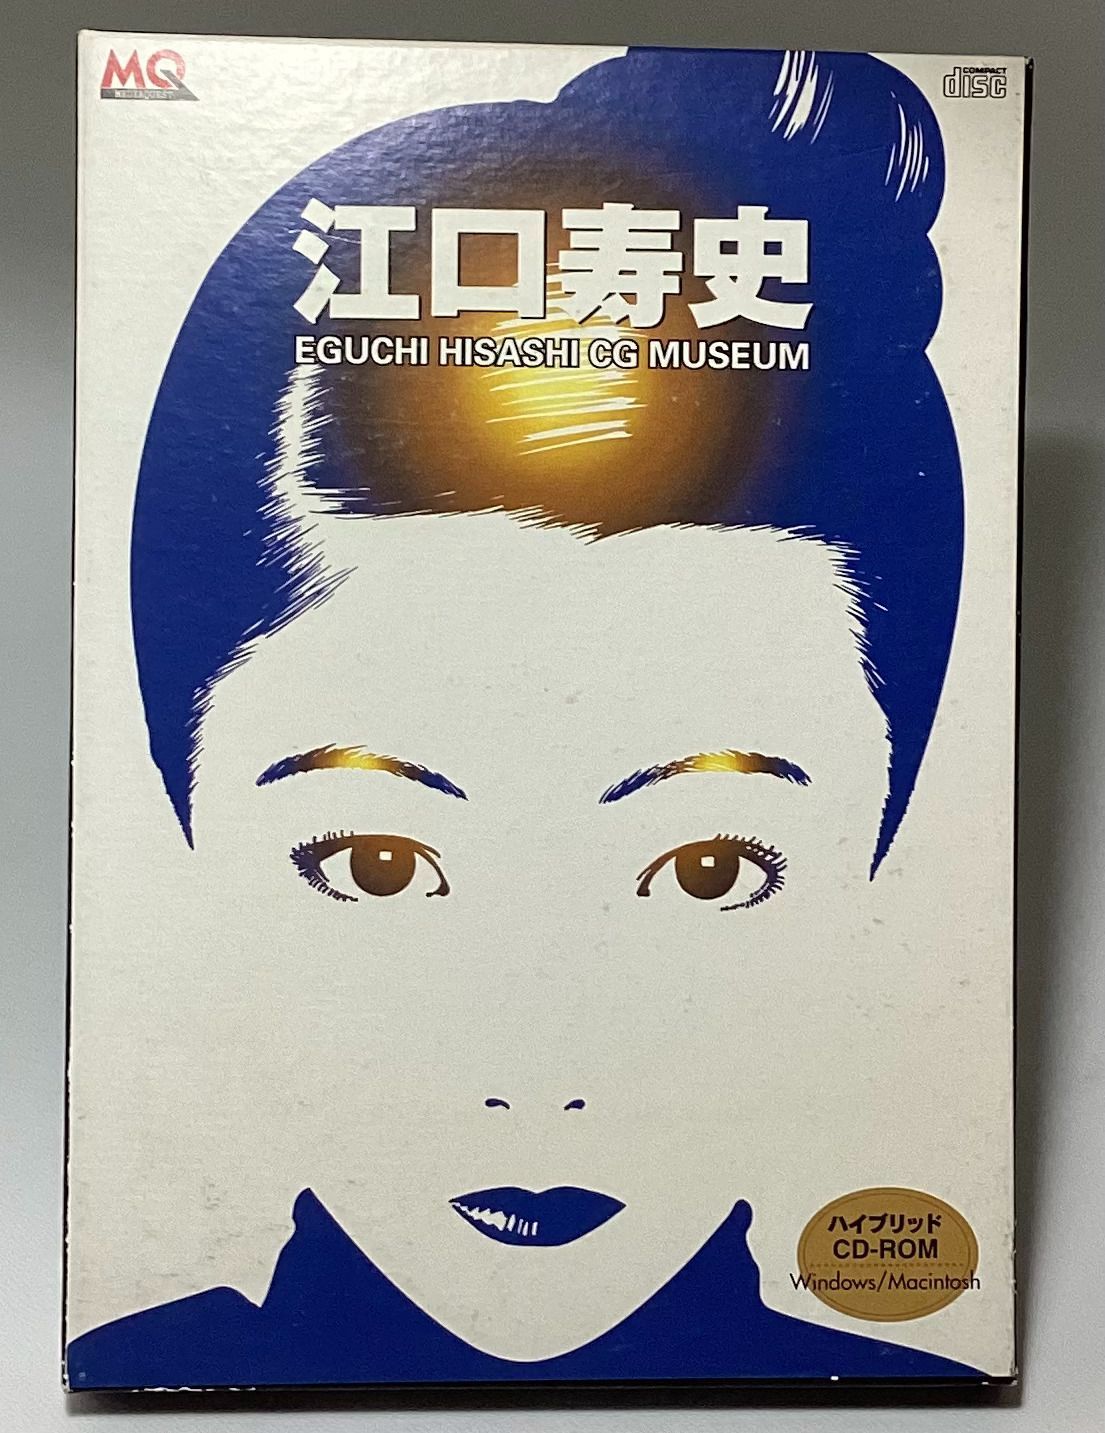 MQ
MEDIAQUEST
COMPACT
disc
江口寿史
EGUCHI HISASHI CG MUSEUM
ハイブリッド
CD-ROM
Windows/Macintosh